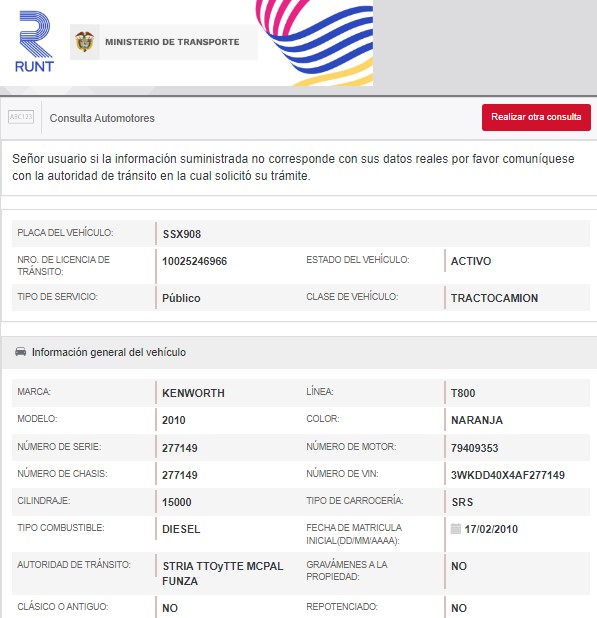 RUNT
MINISTERIO DE TRANSPORTE
ABC123
Consulta Automotores
Realizar otra consulta
Señor usuario si la información suministrada no corresponde con sus datos reales por favor comuníquese
con la autoridad de tránsito en la cual solicitó su trámite.
PLACA DEL VEHÍCULO: SSX908
NRO. DE LICENCIA DE
TRÁNSITO: 10025246966 ESTADO DEL VEHÍCULO: ACTIVO
TIPO DE SERVICIO: Público CLASE DE VEHÍCULO: TRACTOCAMION
Información general del vehículo
MARCA: KENWORTH LÍNEA: T800
MODELO: 2010 COLOR: NARANJA
NÚMERO DE SERIE: 277149 NÚMERO DE MOTOR: 79409353
NÚMERO DE CHASIS: 277149 NÚMERO DE VIN: 3WKDD40X4AF277149
CILINDRAJE: 15000 TIPO DE CARROCERÍA: SRS
TIPO COMBUSTIBLE: DIESEL FECHA DE MATRICULA
INICIAL(DD/MM/AAAA): 17/02/2010
AUTORIDAD DE TRÁNSITO: STRIA TTOyTTE MCPAL
FUNZA
GRAVÁMENES A LA
PROPIEDAD: NO
CLÁSICO O ANTIGUO: NO REPOTENCIADO: NO